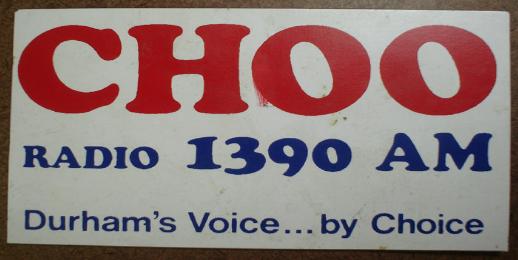 CHOO
RADIO 1390 AM
Durham's Voice...by Choice